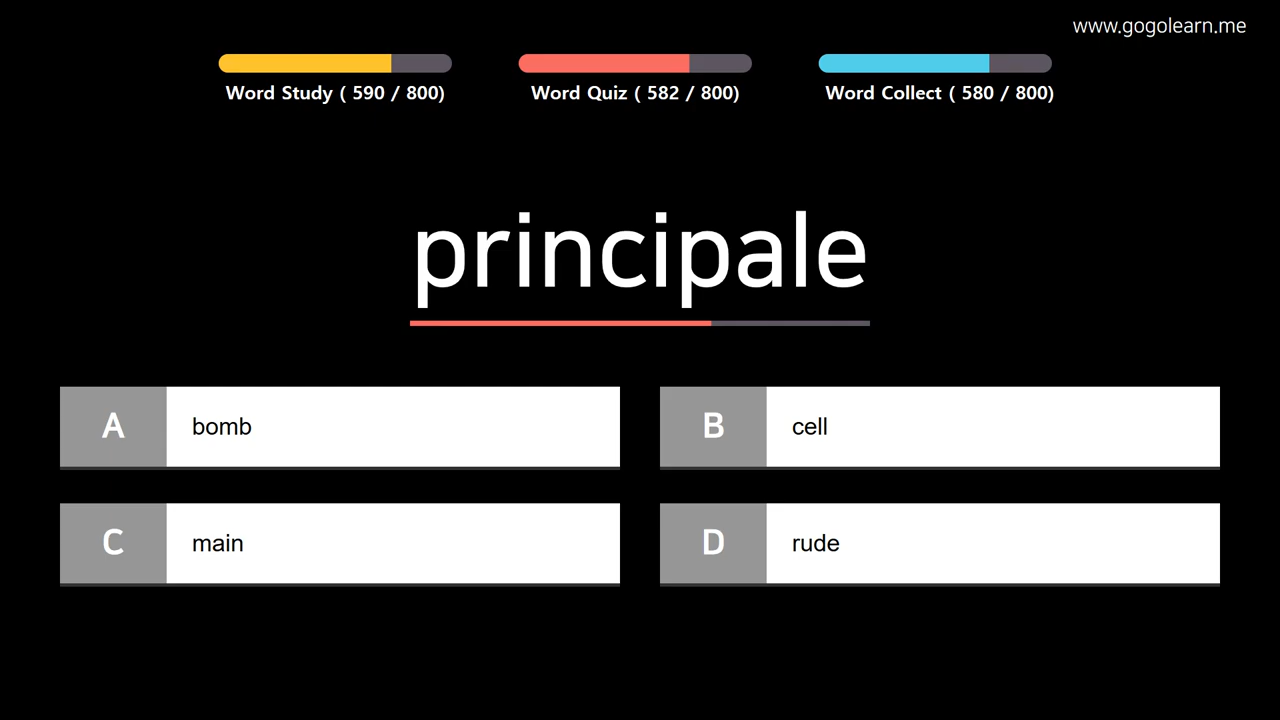 www.gogolearn.me
Word Study ( 590 / 800)
Word Quiz ( 582 / 800)
Word Collect ( 580 / 800)
principale
A bomb
B cell
C main
D rude